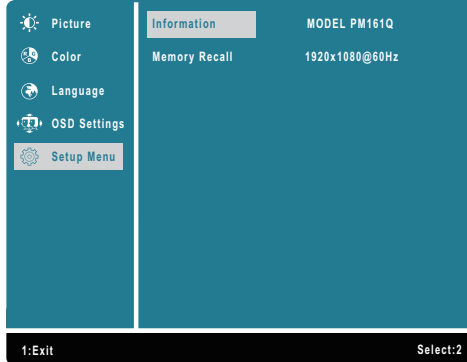 Picture
Color
Language
OSD Settings
Setup Menu
Information MODEL PM161Q
Memory Recall 1920x1080@60Hz
1:Exit Select:2